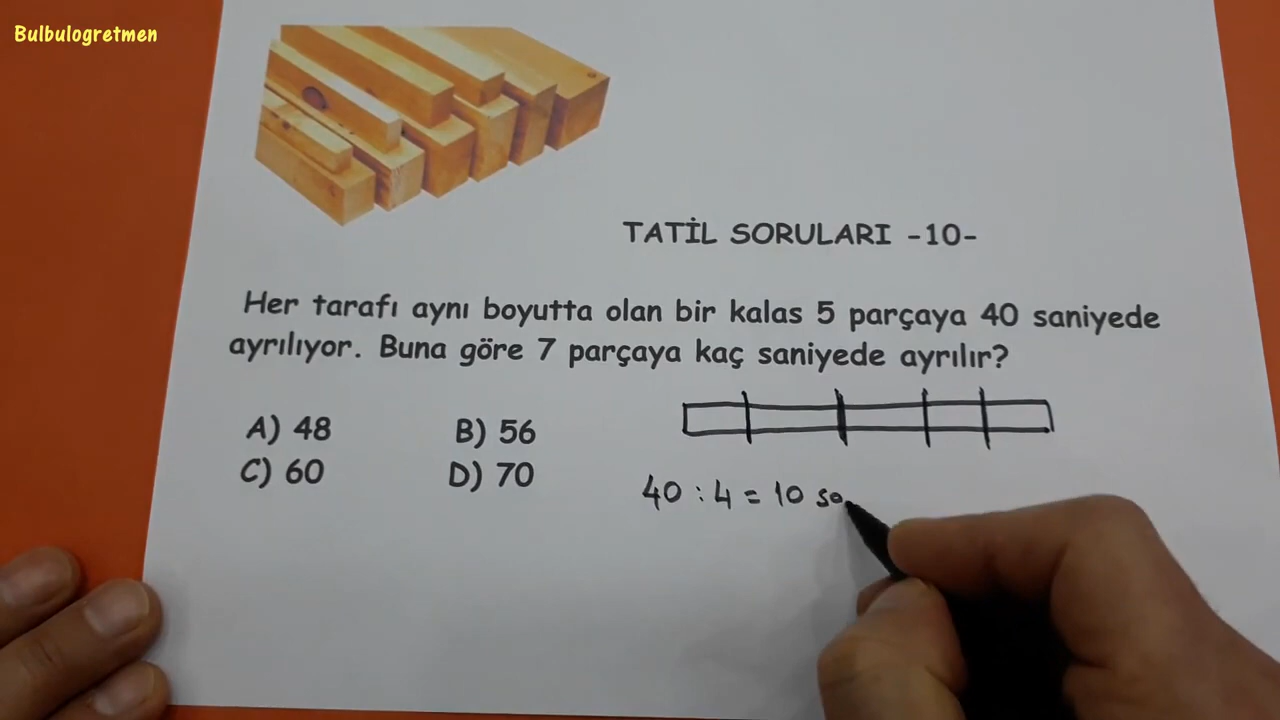 Bulbulogretmen
TATİL SORULARI -10-
Her tarafı aynı boyutta olan bir kalas 5 parçaya 40 saniyede
ayrılıyor. Buna göre 7 parçaya kaç saniyede ayrılır?
A) 48 B) 56
C) 60 D) 70
40 : 4 = 10